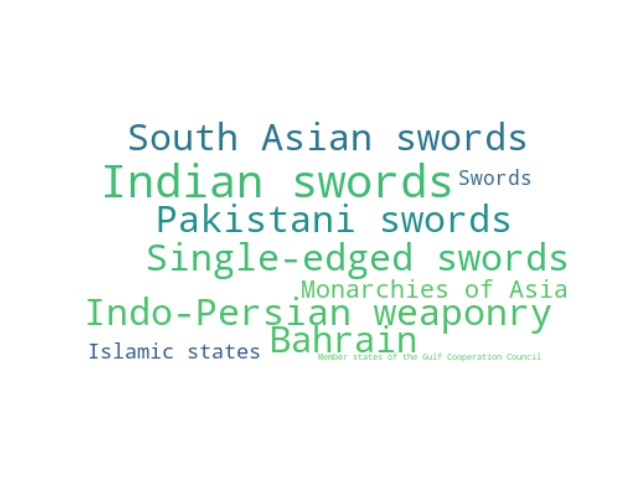 South Asian swords
Indian swords
Swords
Pakistani swords
Single-edged swords
Monarchies of Asia
Indo-Persian weaponry
Bahrain
Islamic states
Member states of the Gulf Cooperation Council